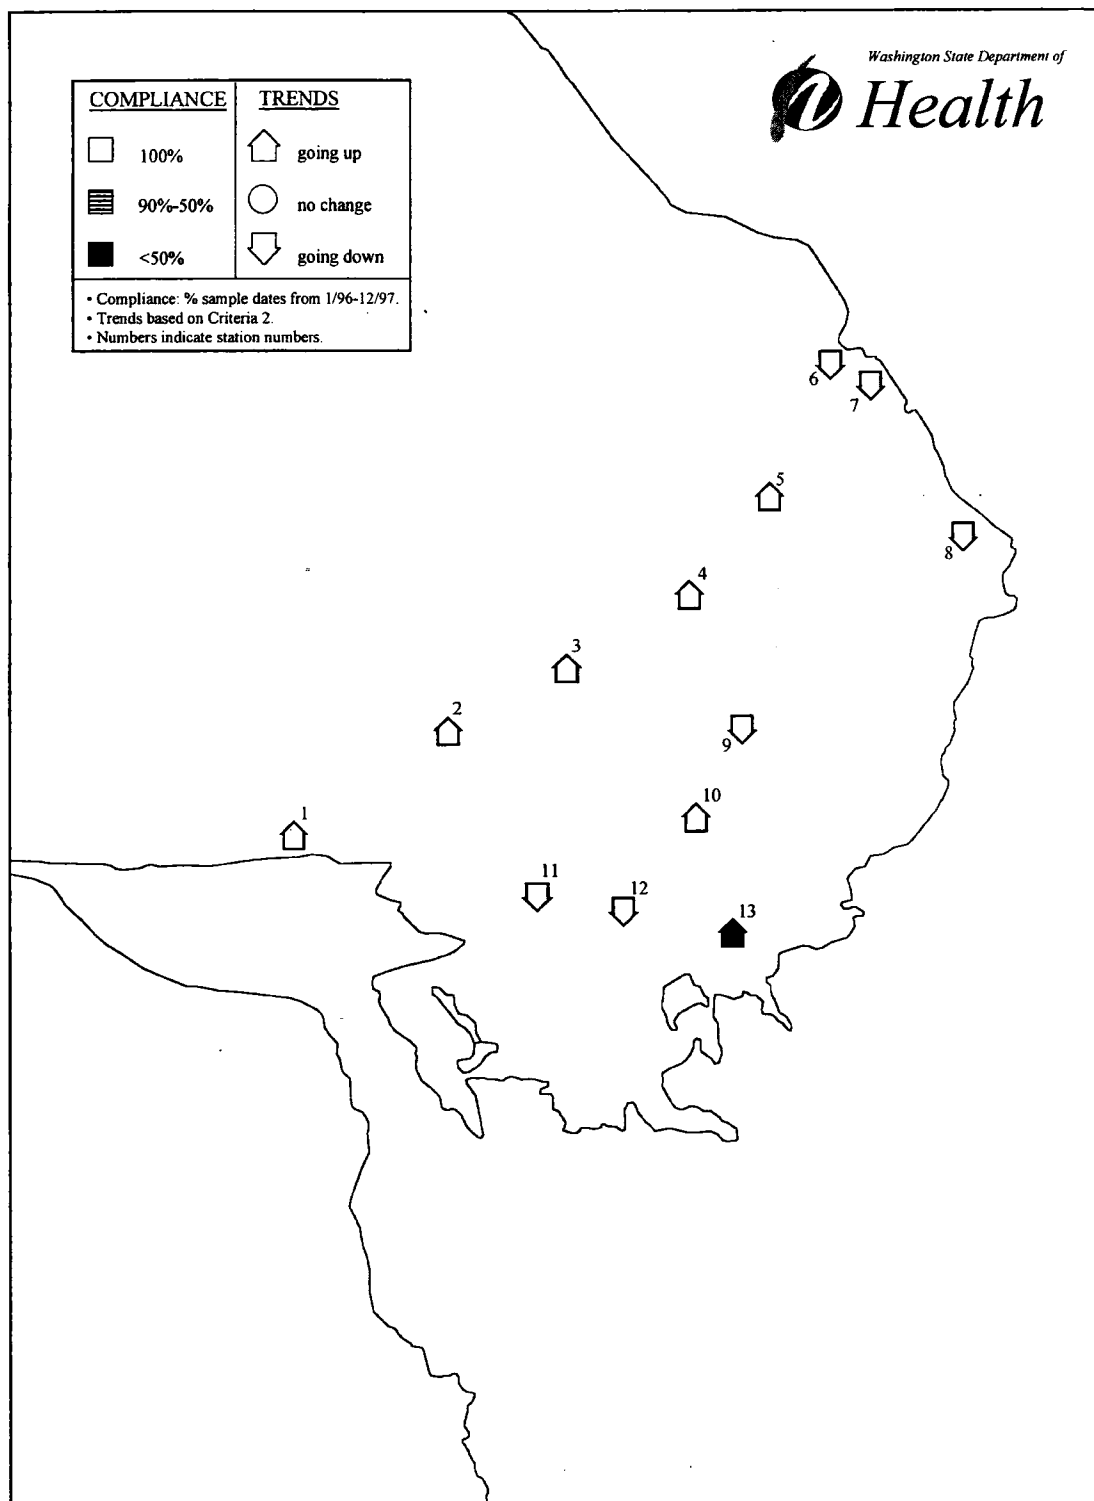 Washington State Department of
Health
COMPLIANCE TRENDS
100% going up
90%-50% no change
<50% going down
• Compliance: % sample dates from 1/96-12/97.
• Trends based on Criteria 2.
• Numbers indicate station numbers.
6
7
5
8
4
3
2
9
10
1
11
12
13